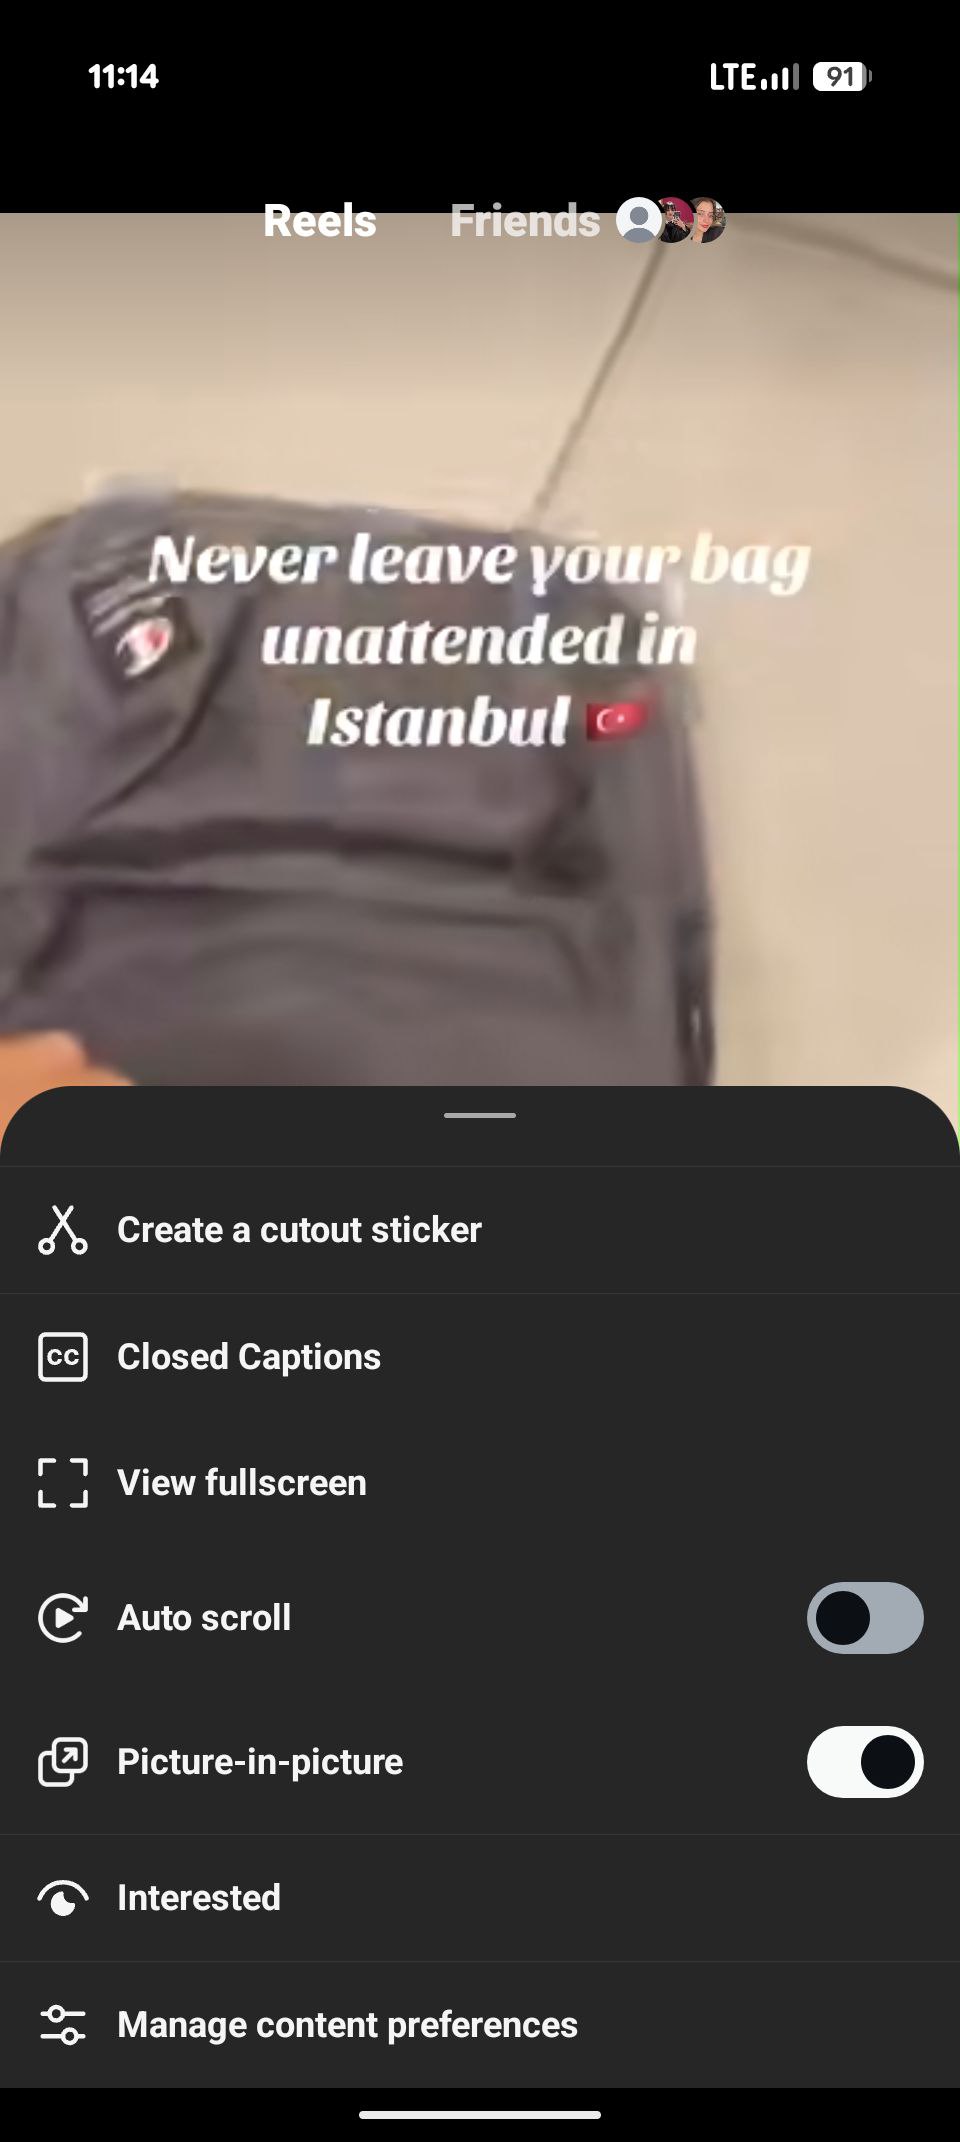 11:14
LTE 91
Reels Friends
Never leave your bag
unattended in
Istanbul 🇹🇷
Create a cutout sticker
CC Closed Captions
View fullscreen
Auto scroll
Picture-in-picture
Interested
Manage content preferences